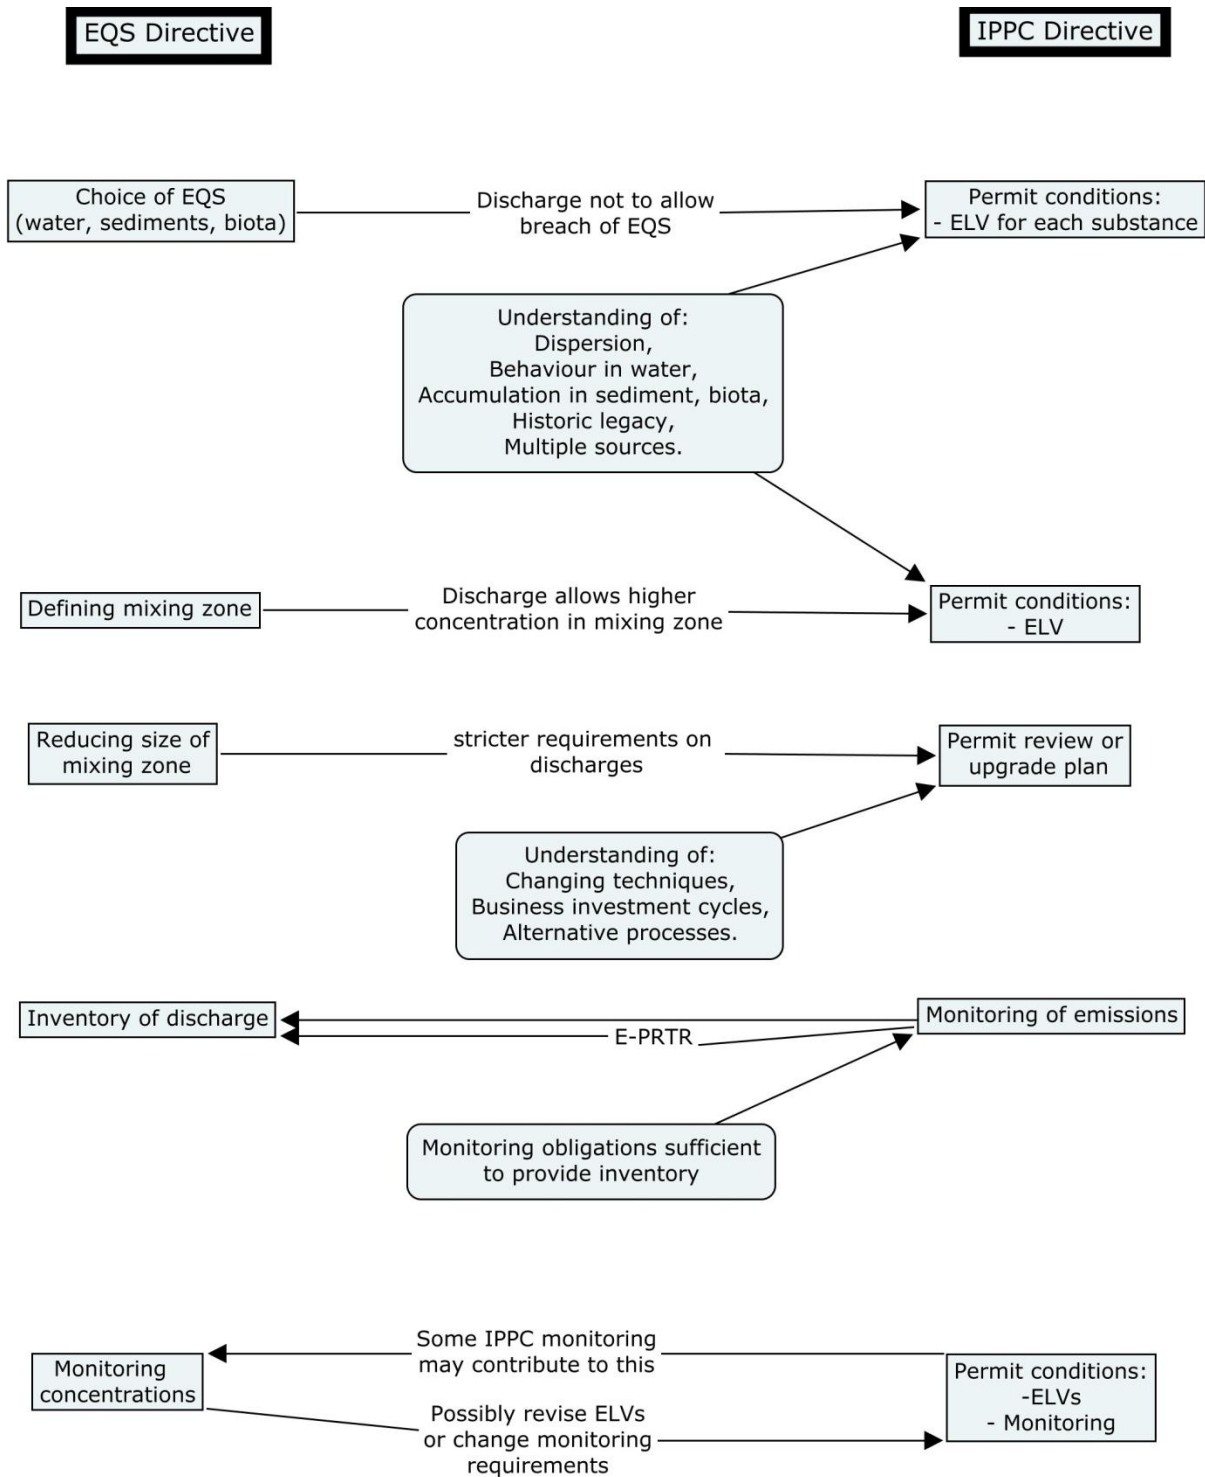 EQS Directive
IPPC Directive
Choice of EQS
(water, sediments, biota)
Discharge not to allow
breach of EQS
Permit conditions:
- ELV for each substance
Understanding of:
Dispersion,
Behaviour in water,
Accumulation in sediment, biota,
Historic legacy,
Multiple sources.
Defining mixing zone
Discharge allows higher
concentration in mixing zone
Permit conditions:
- ELV
Reducing size of
mixing zone
stricter requirements on
discharges
Permit review or
upgrade plan
Understanding of:
Changing techniques,
Business investment cycles,
Alternative processes.
Inventory of discharge
E-PRTR
Monitoring of emissions
Monitoring obligations sufficient
to provide inventory
Monitoring
concentrations
Some IPPC monitoring
may contribute to this
Possibly revise ELVs
or change monitoring
requirements
Permit conditions:
-ELVs
- Monitoring